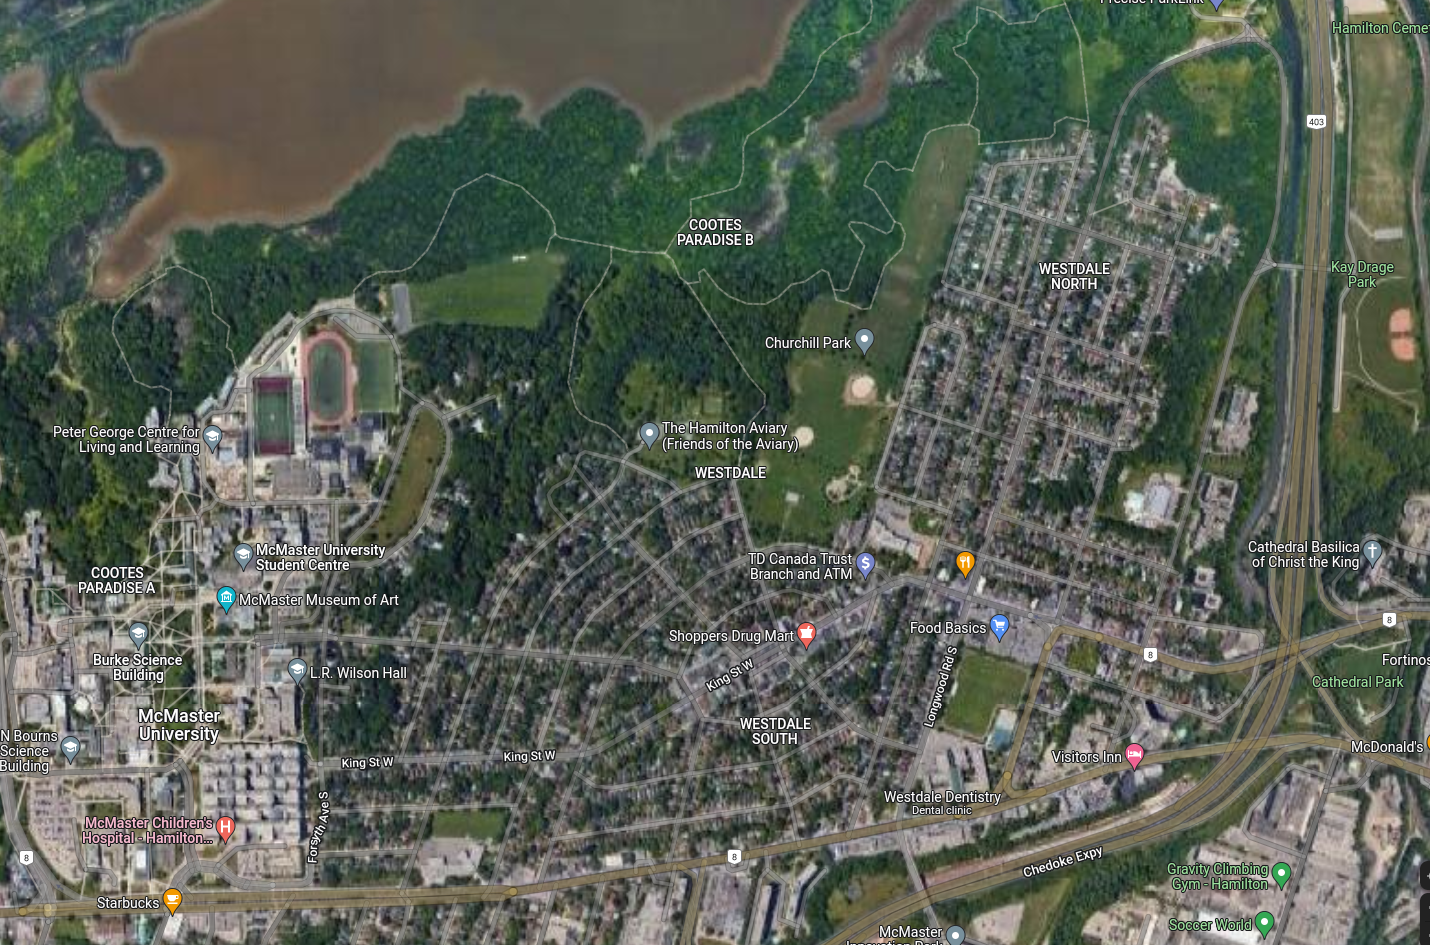 Precise ParkLink
Hamilton Ceme
403
COOTES
PARADISE B
WESTDALE
NORTH
Kay Drage
Park
Churchill Park
Peter George Centre for
Living and Learning
The Hamilton Aviary
(Friends of the Aviary)
WESTDALE
McMaster University
Student Centre
COOTES
PARADISE A
McMaster Museum of Art
TD Canada Trust
Branch and ATM
Cathedral Basilica
of Christ the King
8
Shoppers Drug Mart
Food Basics
8
Burke Science
Building
L.R. Wilson Hall
King St W
Longwood Rd S
Fortinos
Cathedral Park
McMaster
University
WESTDALE
SOUTH
N Bourns
Science
Building
King St W
King St W
Visitors Inn
McDonald's
Westdale Dentistry
Dental clinic
Forsyth Ave S
McMaster Children's
Hospital - Hamilton...
H
8
8
Chedoke Expy
Gravity Climbing
Gym - Hamilton
Starbucks
Soccer World
McMaster
Innovation Park